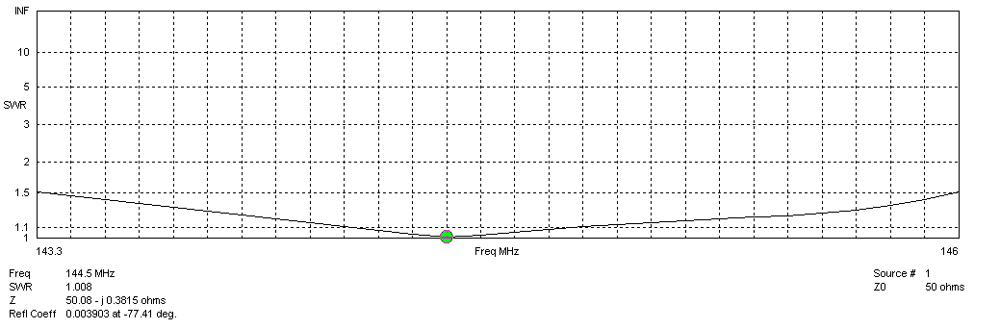 INF
10
5
SWR
3
2
1.5
1.1
1
143.3 Freq MHz 146
Freq 144.5 MHz Source # 1
SWR 1.008 Z0 50 ohms
Z 50.08 - j 0.3815 ohms
Refl Coeff 0.003903 at -77.41 deg.